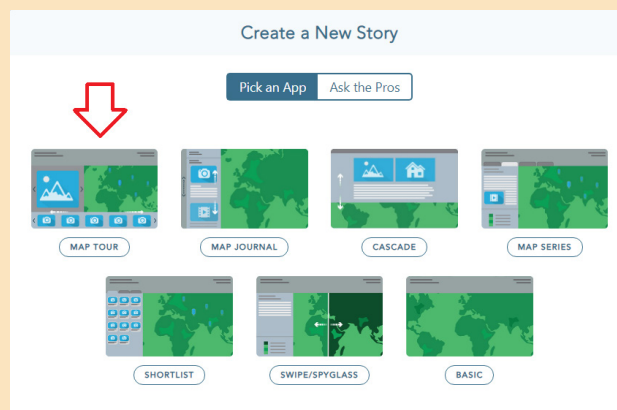 Create a New Story
Pick an App Ask the Pros
MAP TOUR MAP JOURNAL CASCADE MAP SERIES
SHORTLIST SWIPE/SPYGLASS BASIC